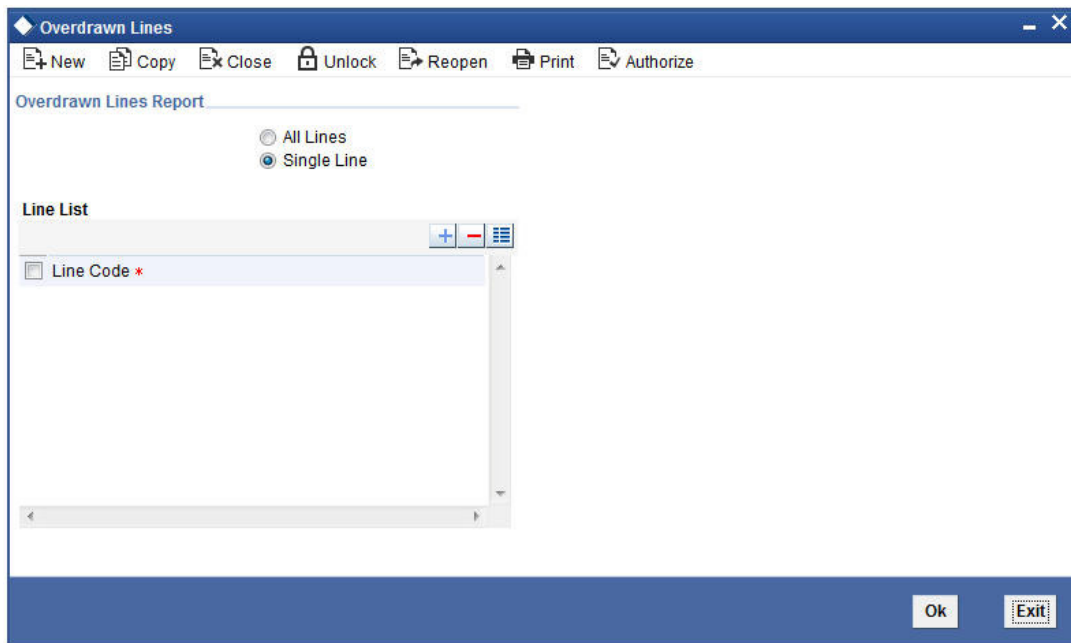 Overdrawn Lines
New Copy Close Unlock Reopen Print Authorize
Overdrawn Lines Report
All Lines
Single Line
Line List
Line Code *
Ok Exit